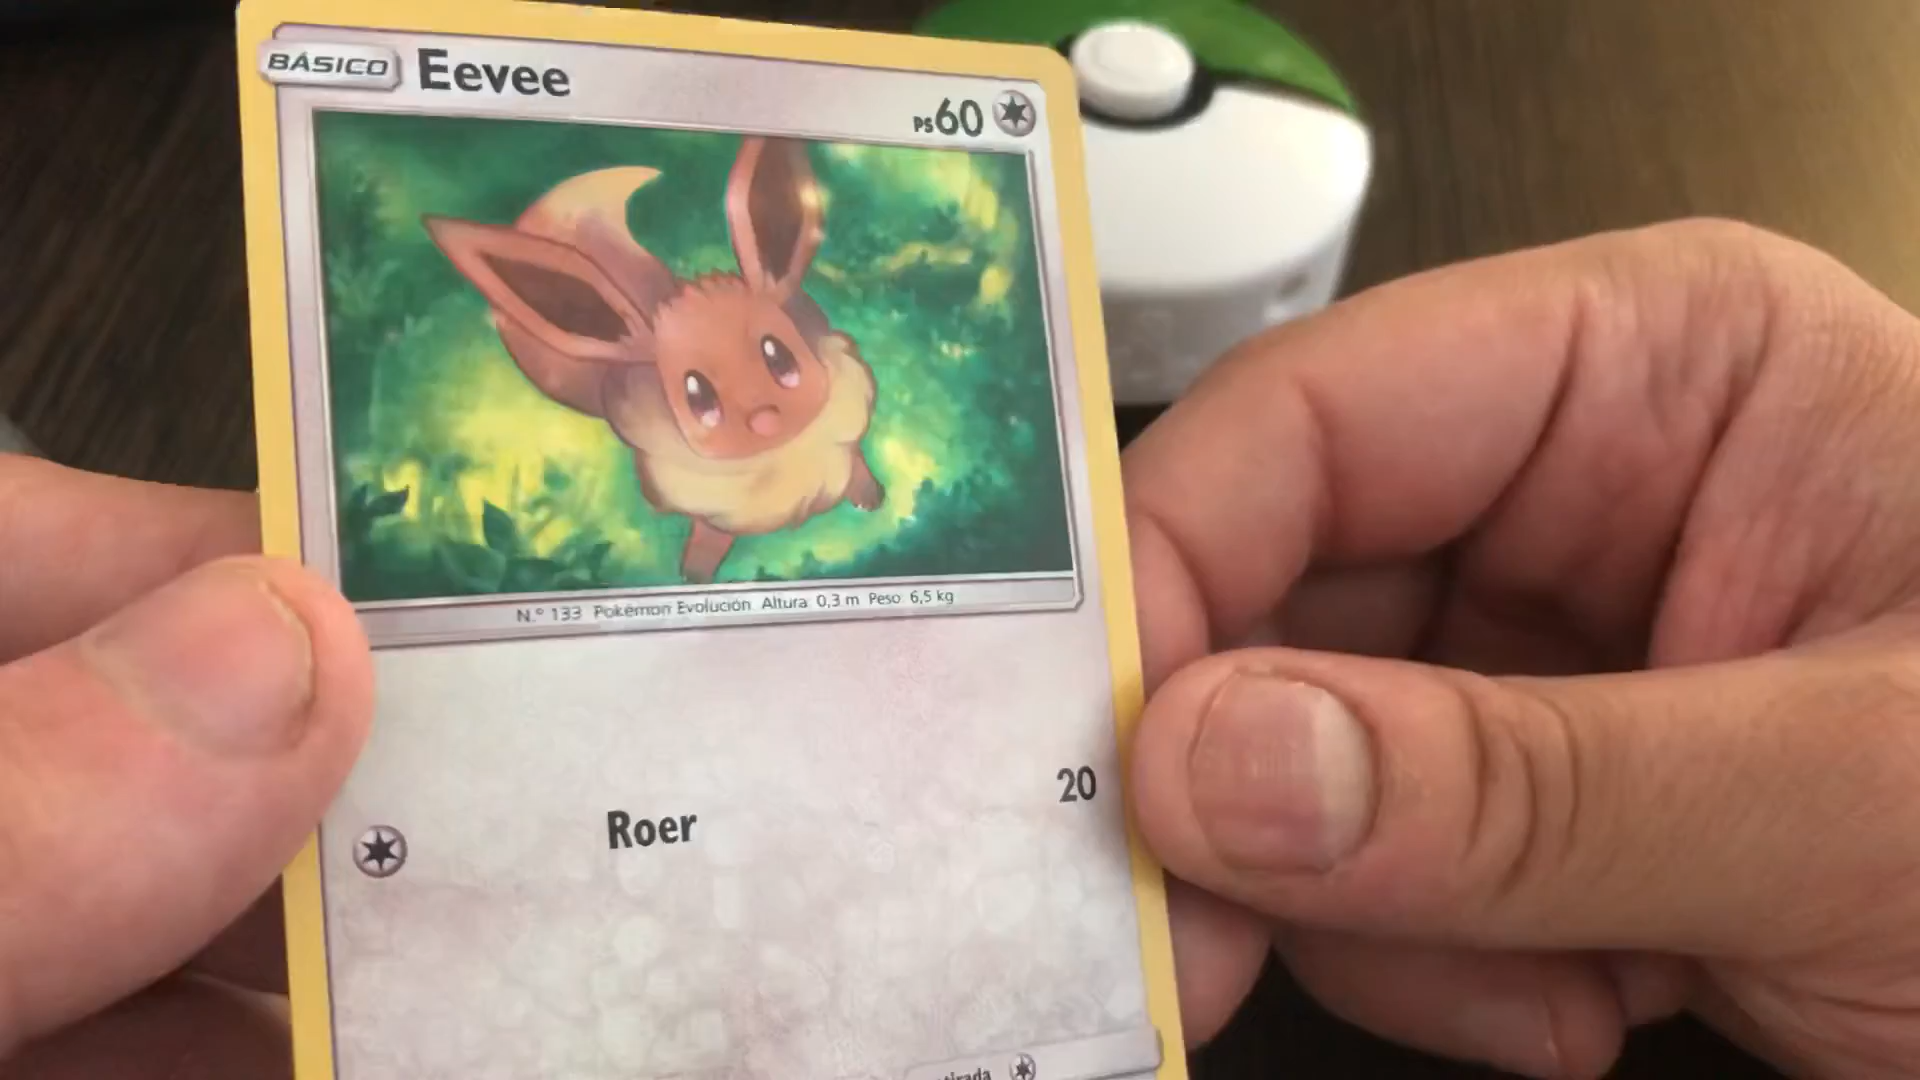 BÁSICO Eevee
PS60
N.º 133 Pokémon Evolución Altura: 0,3 m Peso: 6,5 kg
Roer 20